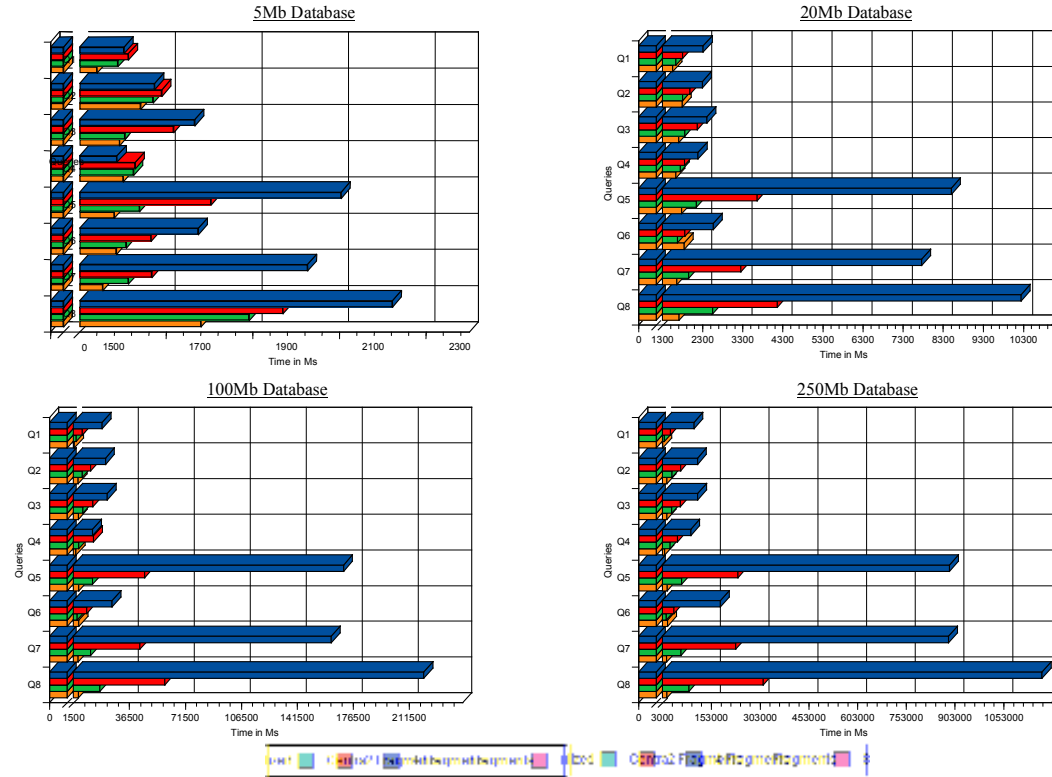 5Mb Database
Queries
0 1500 1700 1900 2100 2300
Time in Ms
20Mb Database
Queries
Q1
Q2
Q3
Q4
Q5
Q6
Q7
Q8
0 1300 2300 3300 4300 5300 6300 7300 8300 9300 10300
Time in Ms
100Mb Database
Queries
Q1
Q2
Q3
Q4
Q5
Q6
Q7
Q8
0 1500 36500 71500 106500 141500 176500 211500
Time in Ms
250Mb Database
Queries
Q1
Q2
Q3
Q4
Q5
Q6
Q7
Q8
0 3000 153000 303000 453000 603000 753000 903000 1053000
Time in Ms